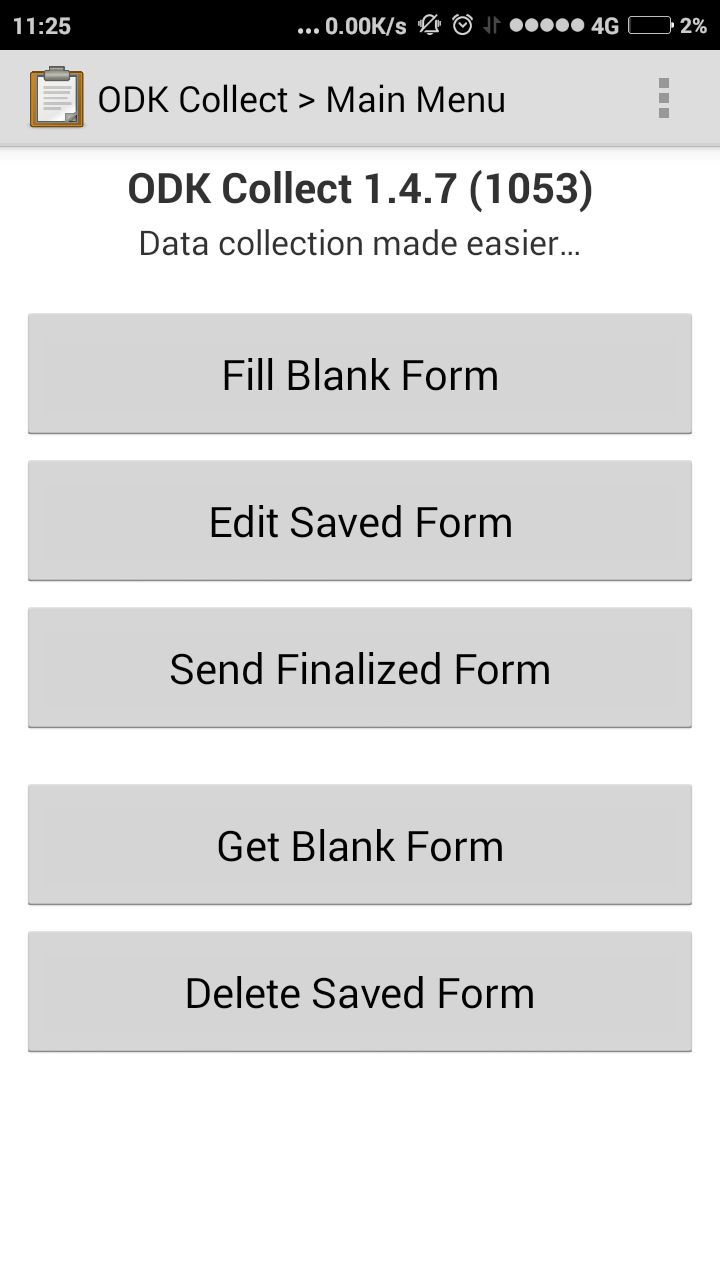 11:25 ... 0.00K/s 4G 2%
ODK Collect > Main Menu
ODK Collect 1.4.7 (1053)
Data collection made easier...
Fill Blank Form
Edit Saved Form
Send Finalized Form
Get Blank Form
Delete Saved Form